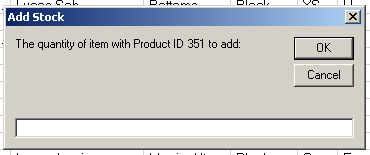 Add Stock
The quantity of item with Product ID 351 to add:
OK
Cancel